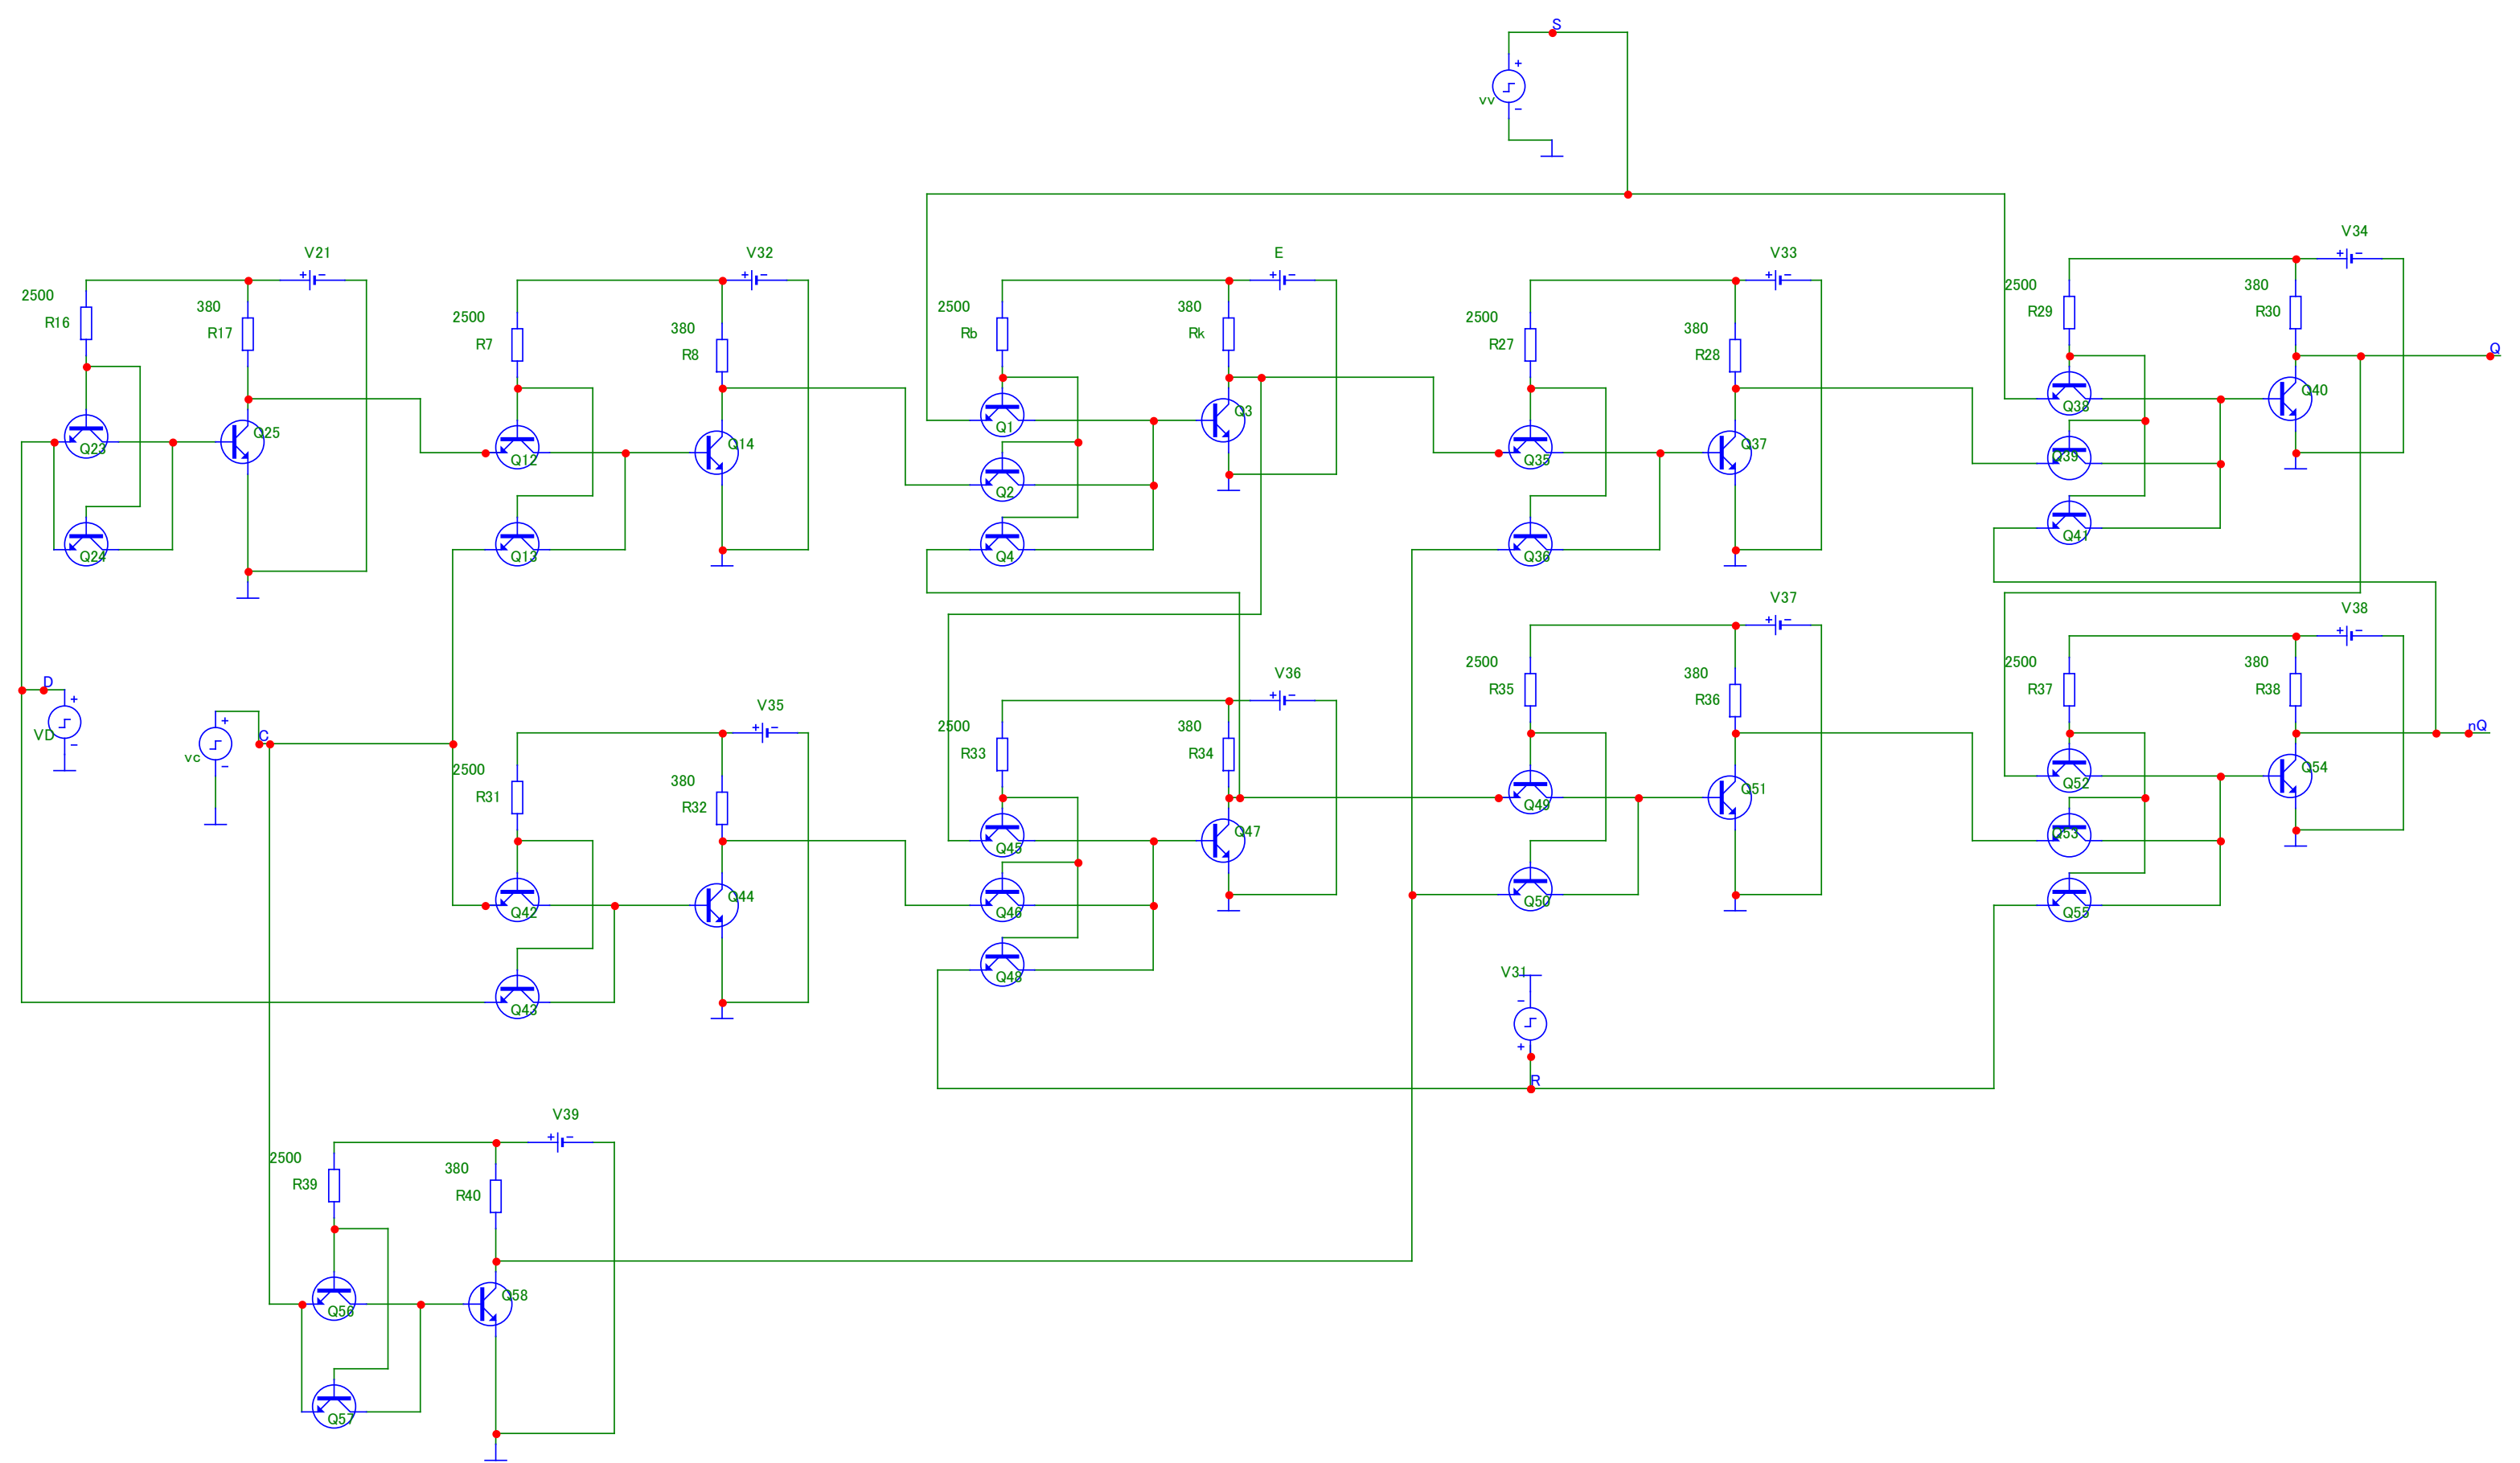 S
+
vv
−
V21
+ −
2500
R16
380
R17
Q23
Q25
Q24
V32
+ −
2500
R7
380
R8
Q12
Q14
Q13
E
+ −
2500
Rb
380
Rk
Q1
Q3
Q2
Q4
V33
+ −
2500
R27
380
R28
Q35
Q37
Q36
V34
+ −
2500
R29
380
R30
Q
Q38
Q40
Q39
Q41
D
+
VD
−
C
+
vc
−
V35
+ −
2500
R31
380
R32
Q42
Q44
Q43
V36
+ −
2500
R33
380
R34
Q45
Q47
Q46
Q48
V37
+ −
2500
R35
380
R36
Q49
Q51
Q50
V38
+ −
2500
R37
380
R38
nQ
Q52
Q54
Q53
Q55
V31
−
+
R
V39
+ −
2500
R39
380
R40
Q56
Q58
Q57